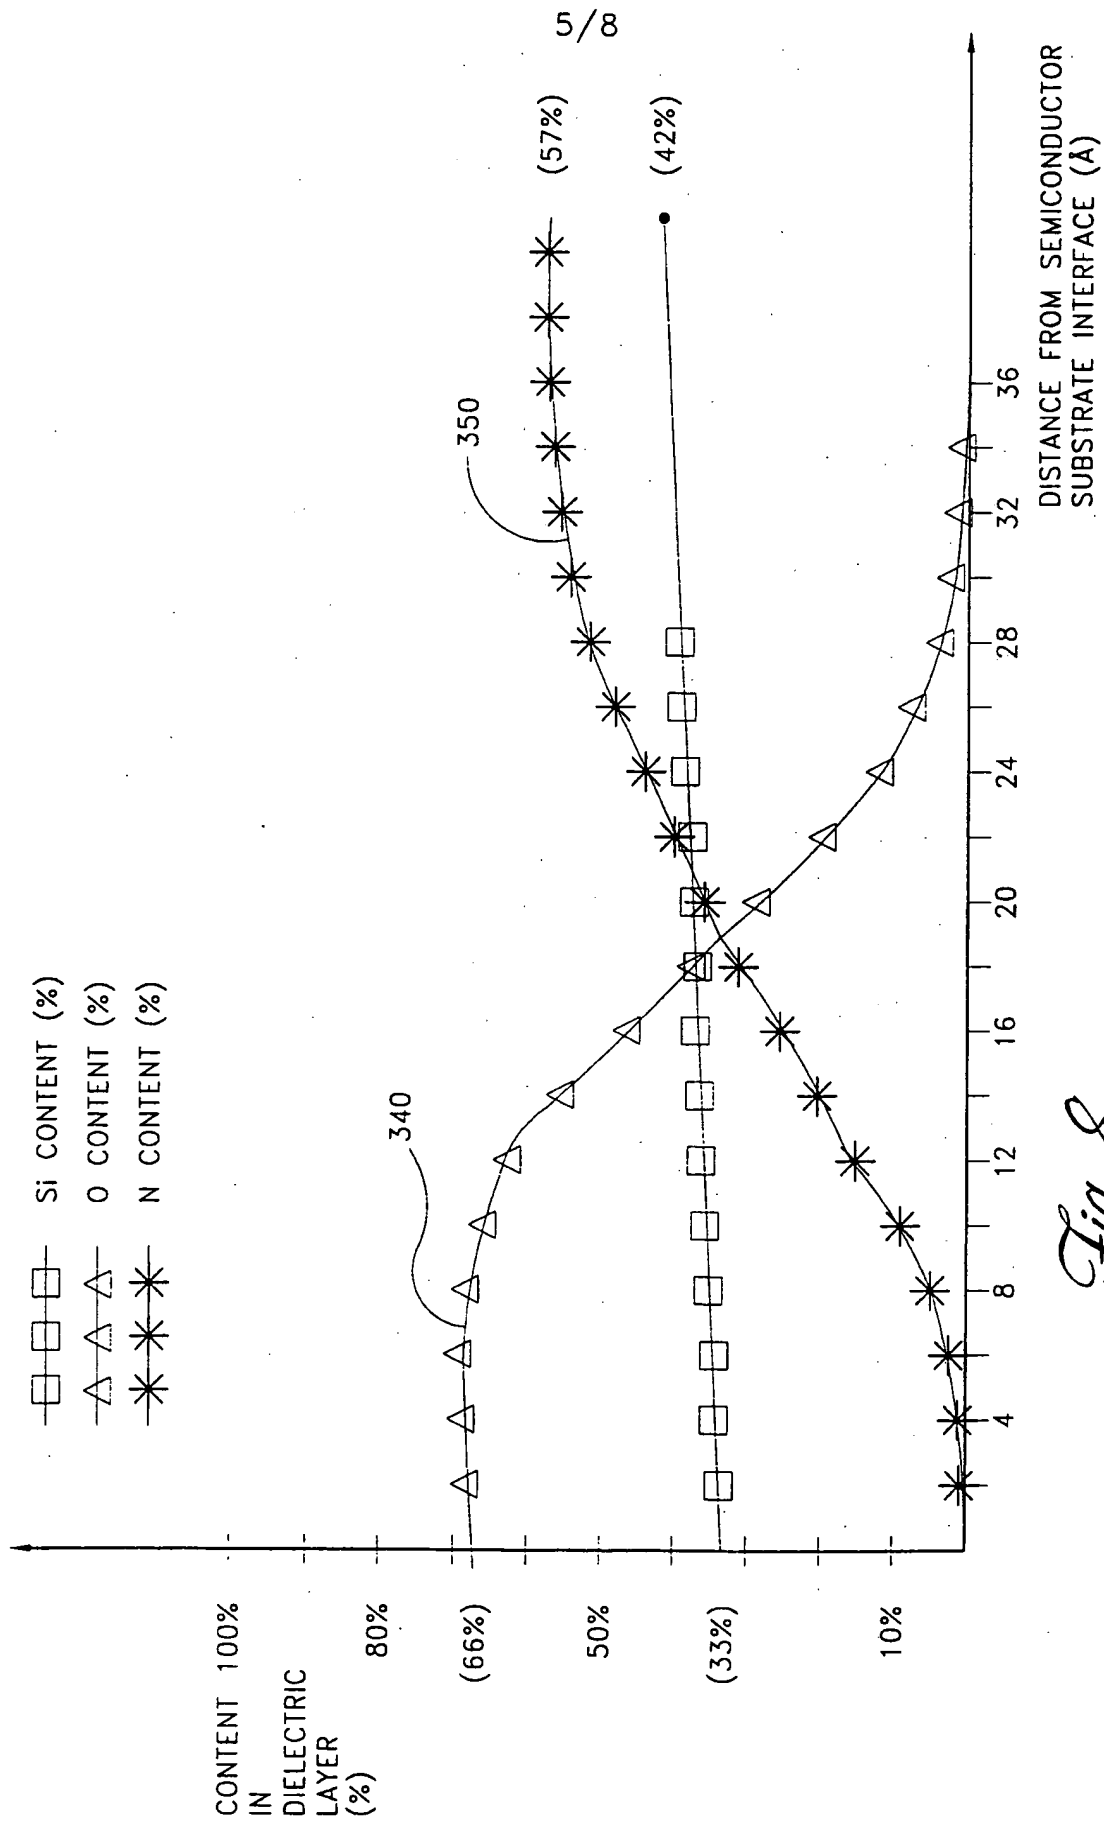 5/8
Si CONTENT (%)
O CONTENT (%)
N CONTENT (%)
CONTENT 100%
IN
DIELECTRIC
LAYER
(%)
80%
(66%)
50%
(33%)
10%
340
350
(57%)
(42%)
4
8
12
16
20
24
28
32
36
DISTANCE FROM SEMICONDUCTOR
SUBSTRATE INTERFACE (Å)
Fig.